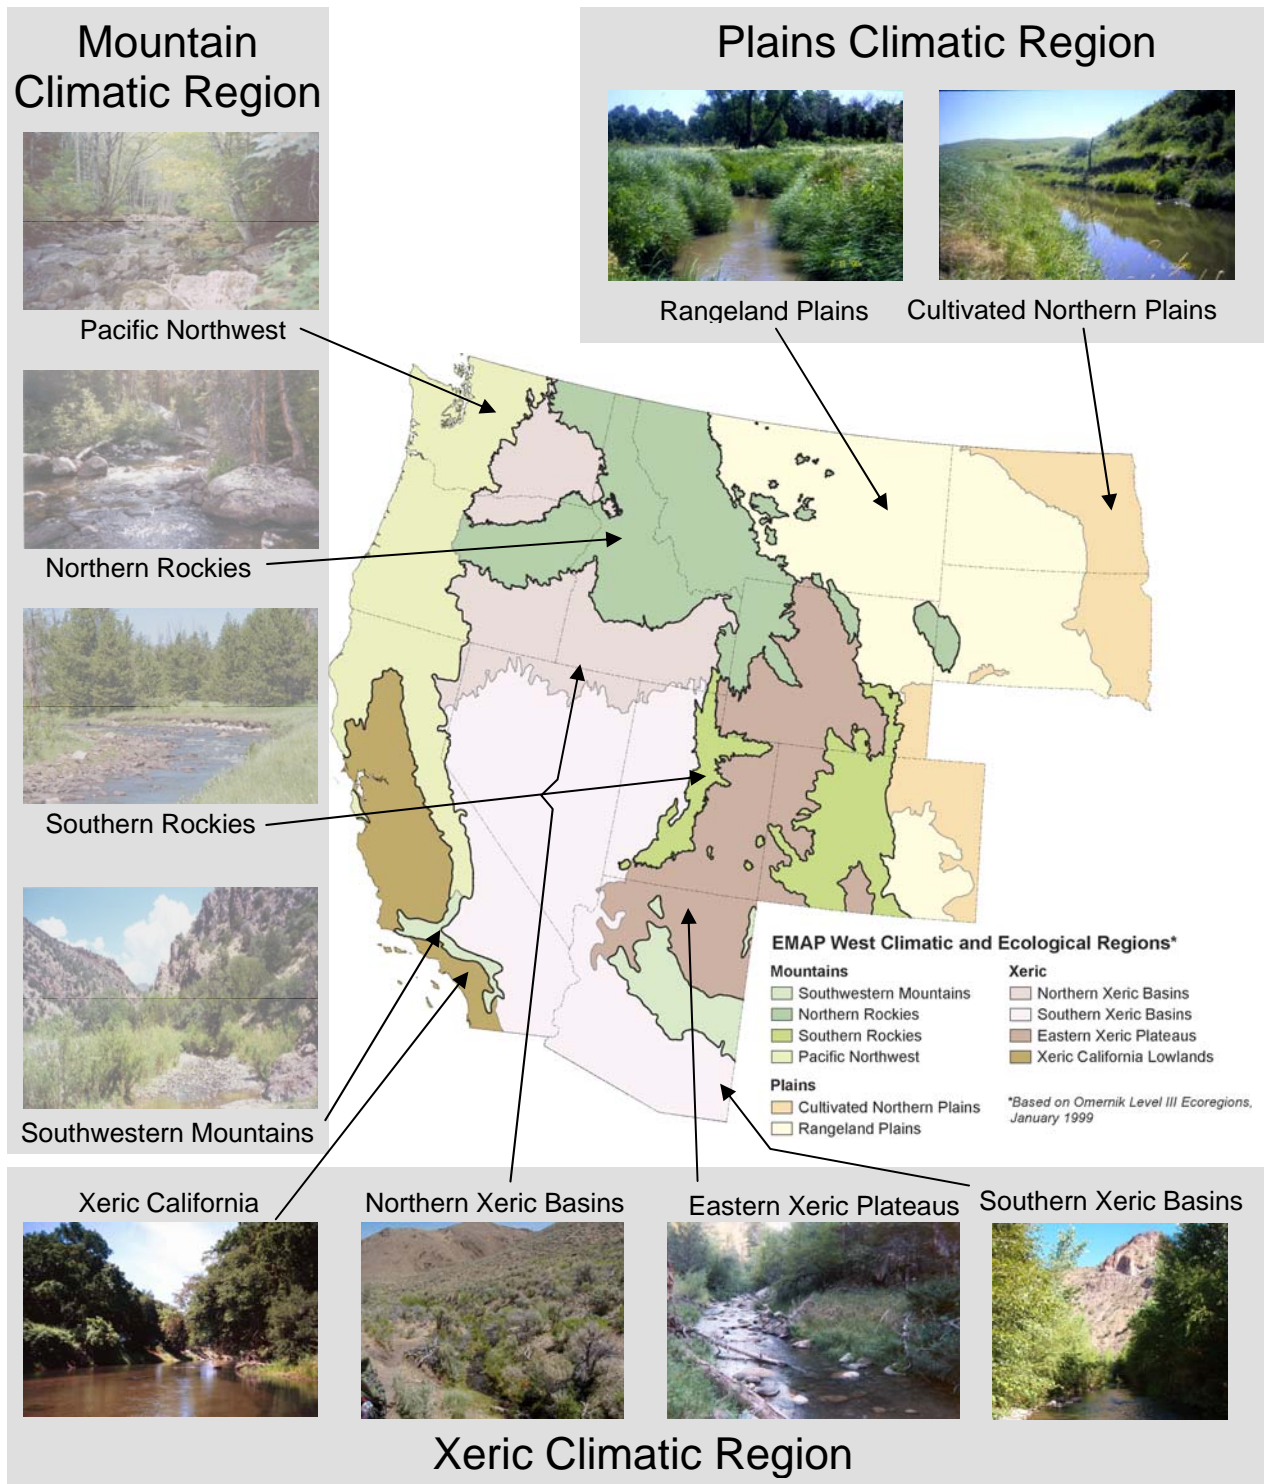 Mountain
Climatic Region
Pacific Northwest
Northern Rockies
Southern Rockies
Southwestern Mountains
Plains Climatic Region
Rangeland Plains
Cultivated Northern Plains
EMAP West Climatic and Ecological Regions*
Mountains
Southwestern Mountains
Northern Rockies
Southern Rockies
Pacific Northwest
Plains
Cultivated Northern Plains
Rangeland Plains
Xeric
Northern Xeric Basins
Southern Xeric Basins
Eastern Xeric Plateaus
Xeric California Lowlands
*Based on Omernik Level III Ecoregions,
January 1999
Xeric California
Northern Xeric Basins
Eastern Xeric Plateaus
Southern Xeric Basins
Xeric Climatic Region